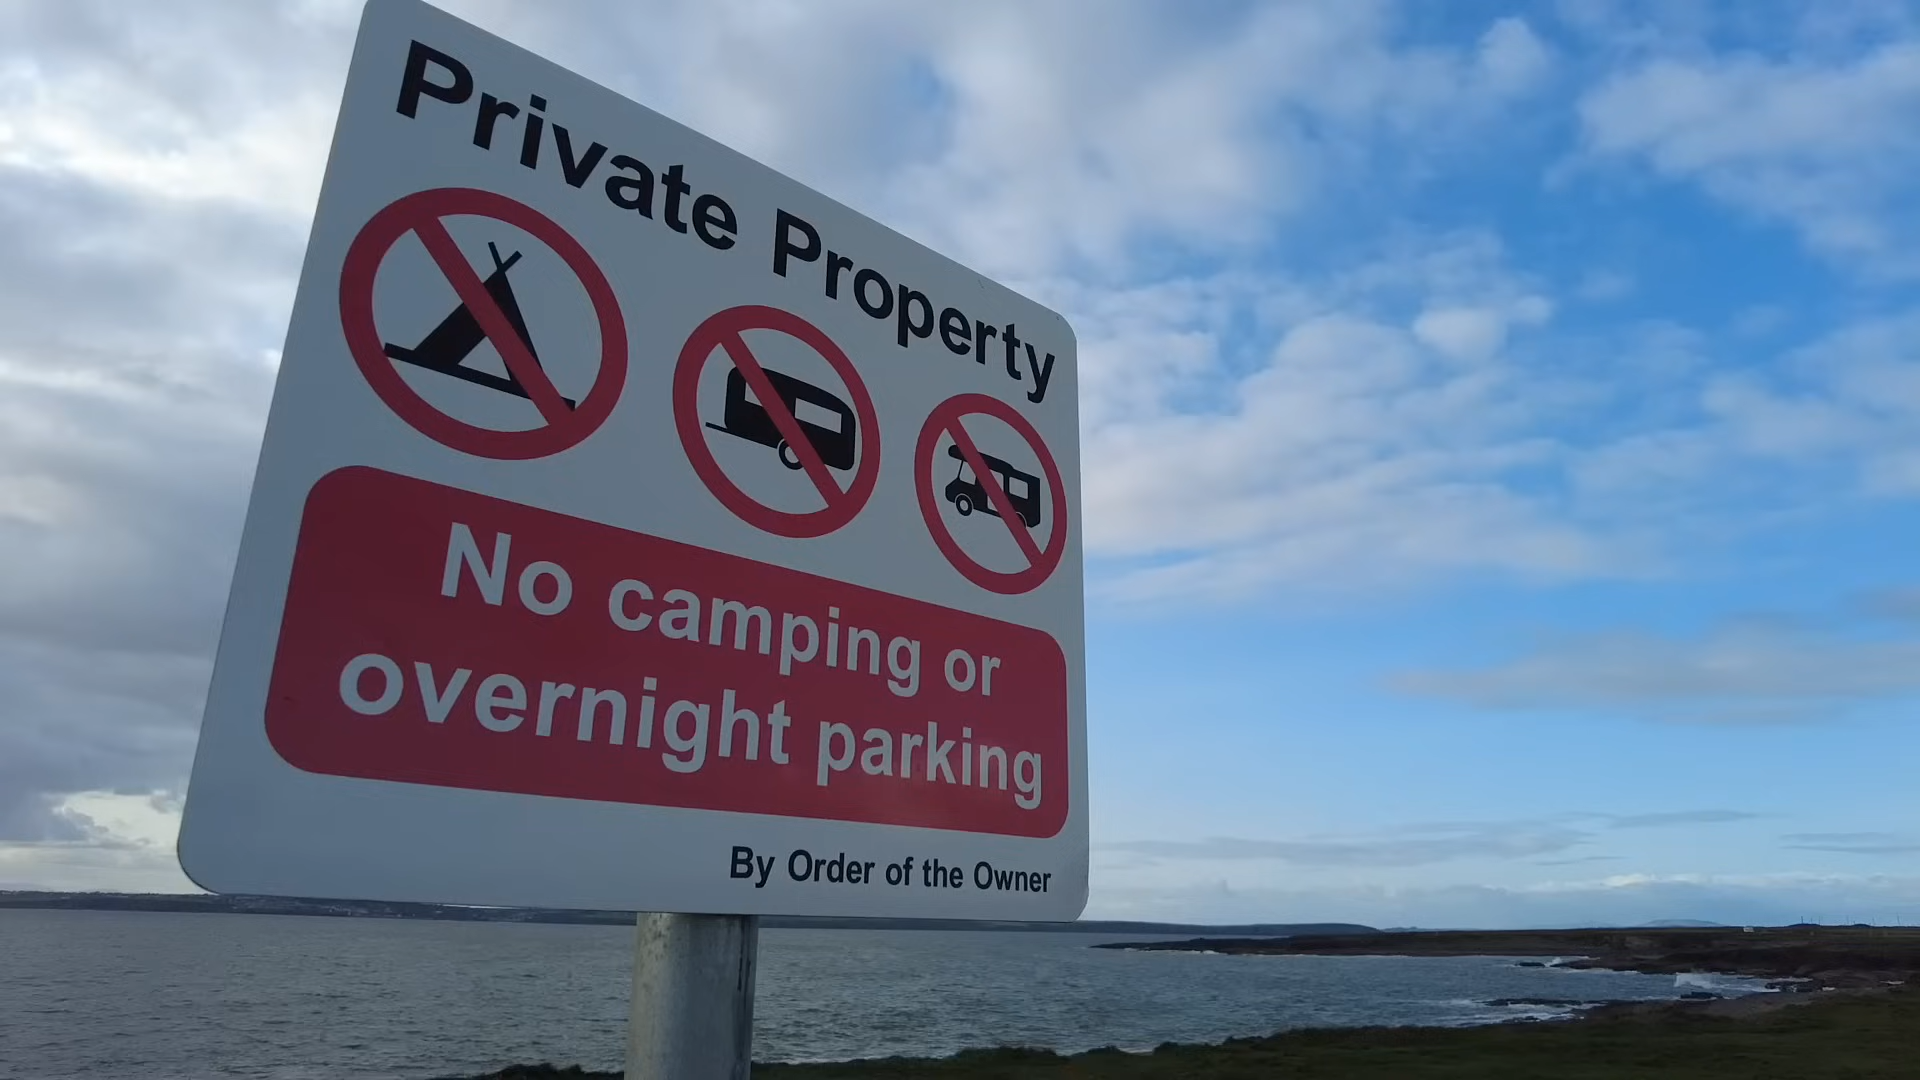 Private Property
No camping or
overnight parking
By Order of the Owner